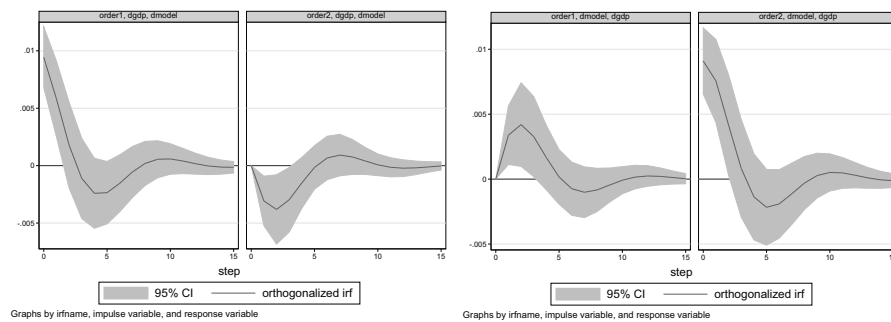 order1, dgdp, dmodel
order2, dgdp, dmodel
.01
.005
0
-.005
0
5
10
15
0
5
10
15
step
95% CI
orthogonalized irf
Graphs by irfname, impulse variable, and response variable
order1, dmodel, dgdp
order2, dmodel, dgdp
.01
.005
0
-.005
0
5
10
15
0
5
10
15
step
95% CI
orthogonalized irf
Graphs by irfname, impulse variable, and response variable